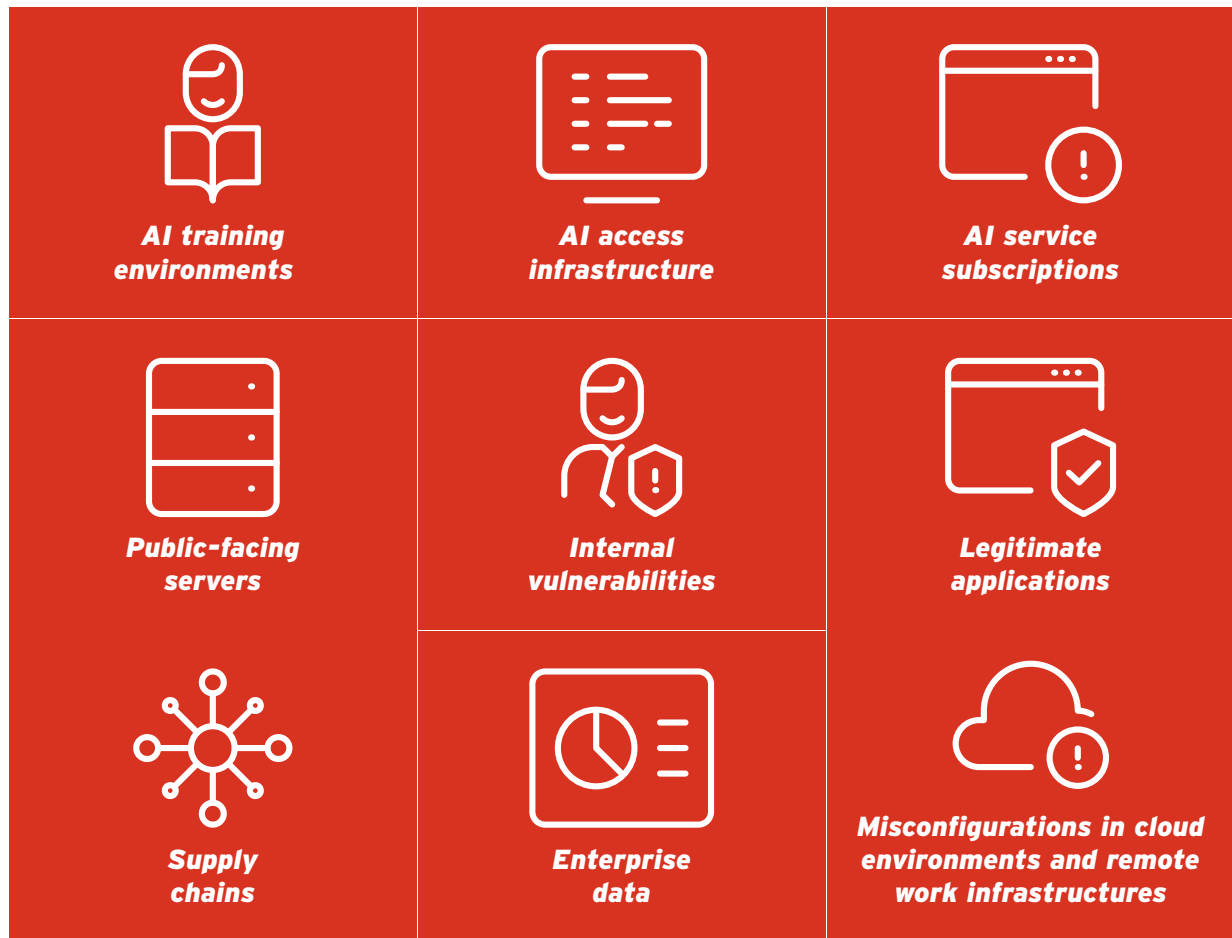 AI training
environments
AI access
infrastructure
AI service
subscriptions
Public-facing
servers
Internal
vulnerabilities
Legitimate
applications
Supply
chains
Enterprise
data
Misconfigurations in cloud
environments and remote
work infrastructures